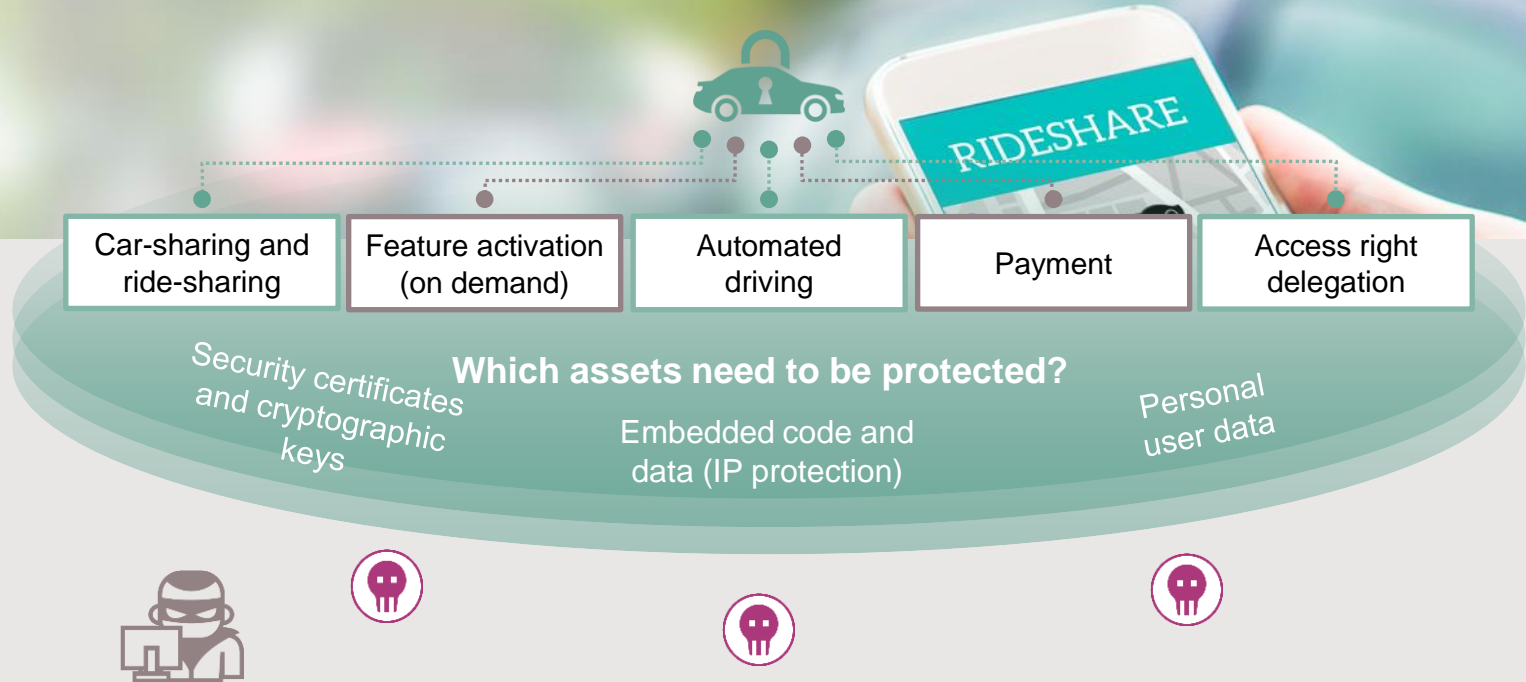 RIDESHARE
Car-sharing and
ride-sharing
Feature activation
(on demand)
Automated
driving
Payment
Access right
delegation
Which assets need to be protected?
Security certificates
and cryptographic
keys
Embedded code and
data (IP protection)
Personal
user data